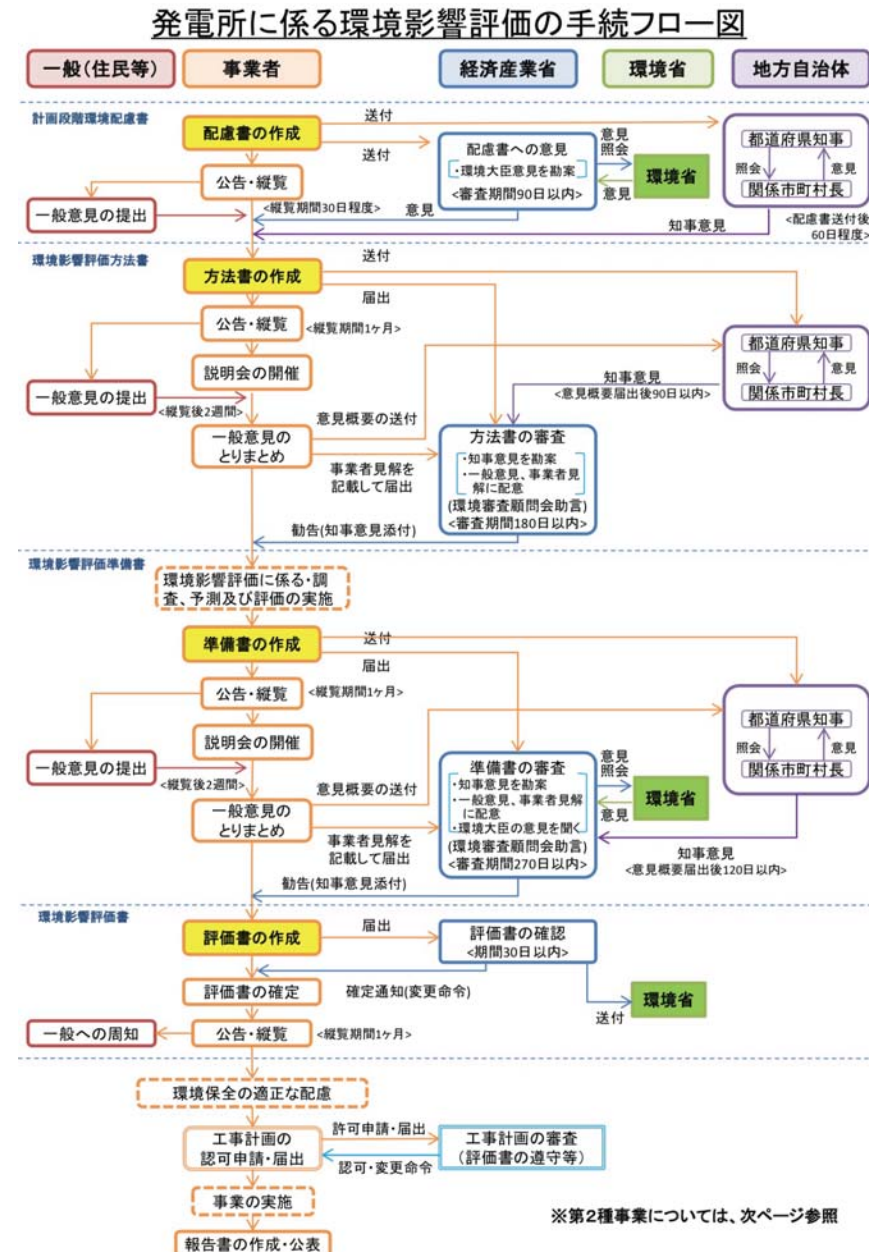 発電所に係る環境影響評価の手続フロー図
一般(住民等)
事業者
経済産業省
環境省
地方自治体
計画段階環境配慮書
配慮書の作成
送付
送付
公告・縦覧
<縦覧期間30日程度>
一般意見の提出
配慮書への意見
・環境大臣意見を勘案
<審査期間90日以内>
意見
照会
意見
環境省
意見
都道府県知事
照会
意見
関係市町村長
知事意見
<配慮書送付後
60日程度>
環境影響評価方法書
方法書の作成
送付
届出
公告・縦覧
<縦覧期間1ヶ月>
説明会の開催
一般意見の提出
<縦覧後2週間>
一般意見の
とりまとめ
意見概要の送付
事業者見解を
記載して届出
都道府県知事
照会
意見
関係市町村長
知事意見
<意見概要届出後90日以内>
方法書の審査
・知事意見を勘案
・一般意見、事業者見
解に配意
(環境審査顧問会助言)
<審査期間180日以内>
勧告(知事意見添付)
環境影響評価準備書
環境影響評価に係る・調
査、予測及び評価の実施
準備書の作成
送付
届出
公告・縦覧
<縦覧期間1ヶ月>
説明会の開催
一般意見の提出
<縦覧後2週間>
一般意見の
とりまとめ
意見概要の送付
事業者見解を
記載して届出
準備書の審査
・知事意見を勘案
・一般意見、事業者見解
に配意
・環境大臣の意見を聞く
(環境審査顧問会助言)
<審査期間270日以内>
意見
照会
意見
環境省
都道府県知事
照会
意見
関係市町村長
知事意見
<意見概要届出後120日以内>
勧告(知事意見添付)
環境影響評価書
評価書の作成
届出
評価書の確認
<期間30日以内>
評価書の確定
確定通知(変更命令)
環境省
送付
一般への周知
公告・縦覧
<縦覧期間1ヶ月>
環境保全の適正な配慮
工事計画の
認可申請・届出
許可申請・届出
認可・変更命令
工事計画の審査
(評価書の遵守等)
事業の実施
報告書の作成・公表
※第2種事業については、次ページ参照